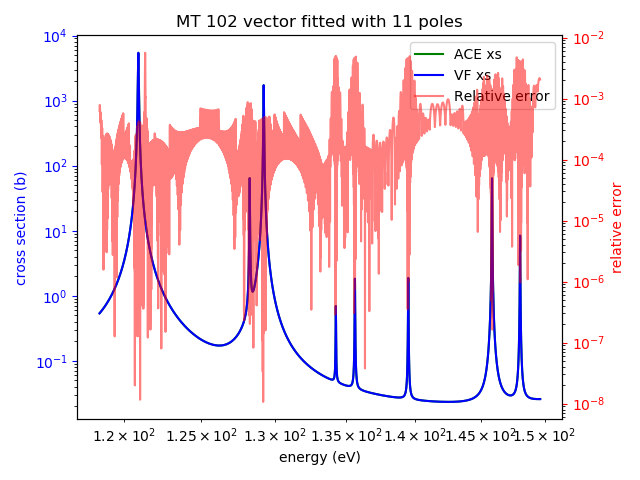 MT 102 vector fitted with 11 poles
10⁴
10³
10²
10¹
10⁰
10⁻¹
cross section (b)
ACE xs
VF xs
Relative error
10⁻²
10⁻³
10⁻⁴
10⁻⁵
10⁻⁶
10⁻⁷
10⁻⁸
relative error
1.2 × 10² 1.25 × 10² 1.3 × 10² 1.35 × 10² 1.4 × 10² 1.45 × 10² 1.5 × 10²
energy (eV)